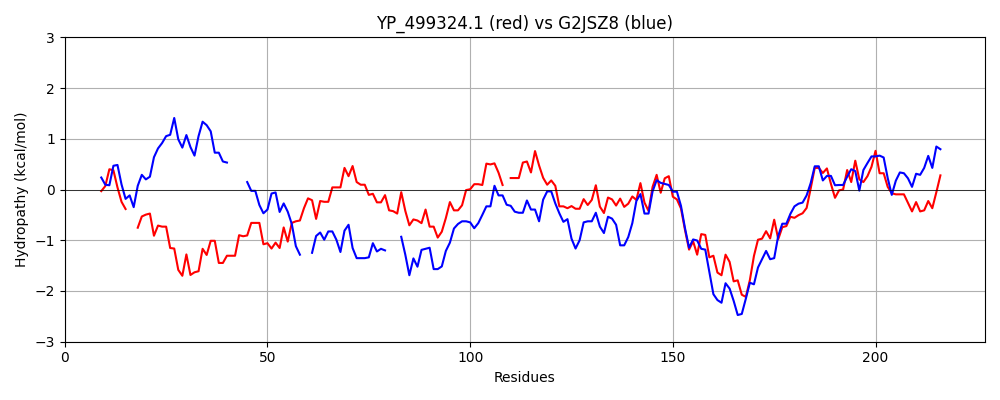 YP_499324.1 (red) vs G2JSZ8 (blue)
3
2
1
0
−1
−2
−3
Hydropathy (kcal/mol)
0 50 100 150 200
Residues